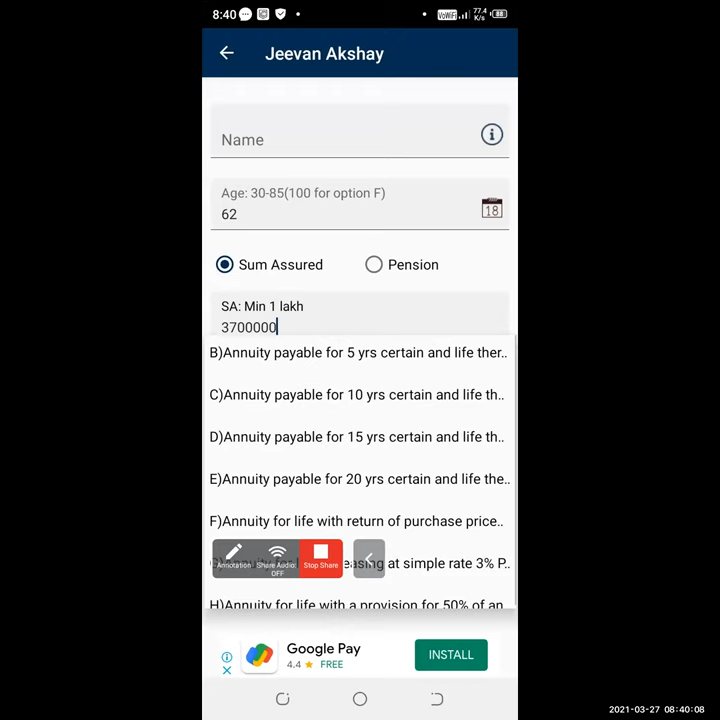 8:40
VoWiFi
77.4
K/s
88
Jeevan Akshay
Name
Age: 30-85(100 for option F)
62
18
Sum Assured
Pension
SA: Min 1 lakh
3700000
B)Annuity payable for 5 yrs certain and life ther..
C)Annuity payable for 10 yrs certain and life th..
D)Annuity payable for 15 yrs certain and life th..
E)Annuity payable for 20 yrs certain and life the..
F)Annuity for life with return of purchase price..
Annotation
Share Audio:
OFF
Stop Share
easing at simple rate 3% P..
H)Annuity for life with a provision for 50% of an
Google Pay
4.4 ★ FREE
INSTALL
2021-03-27 08:40:08